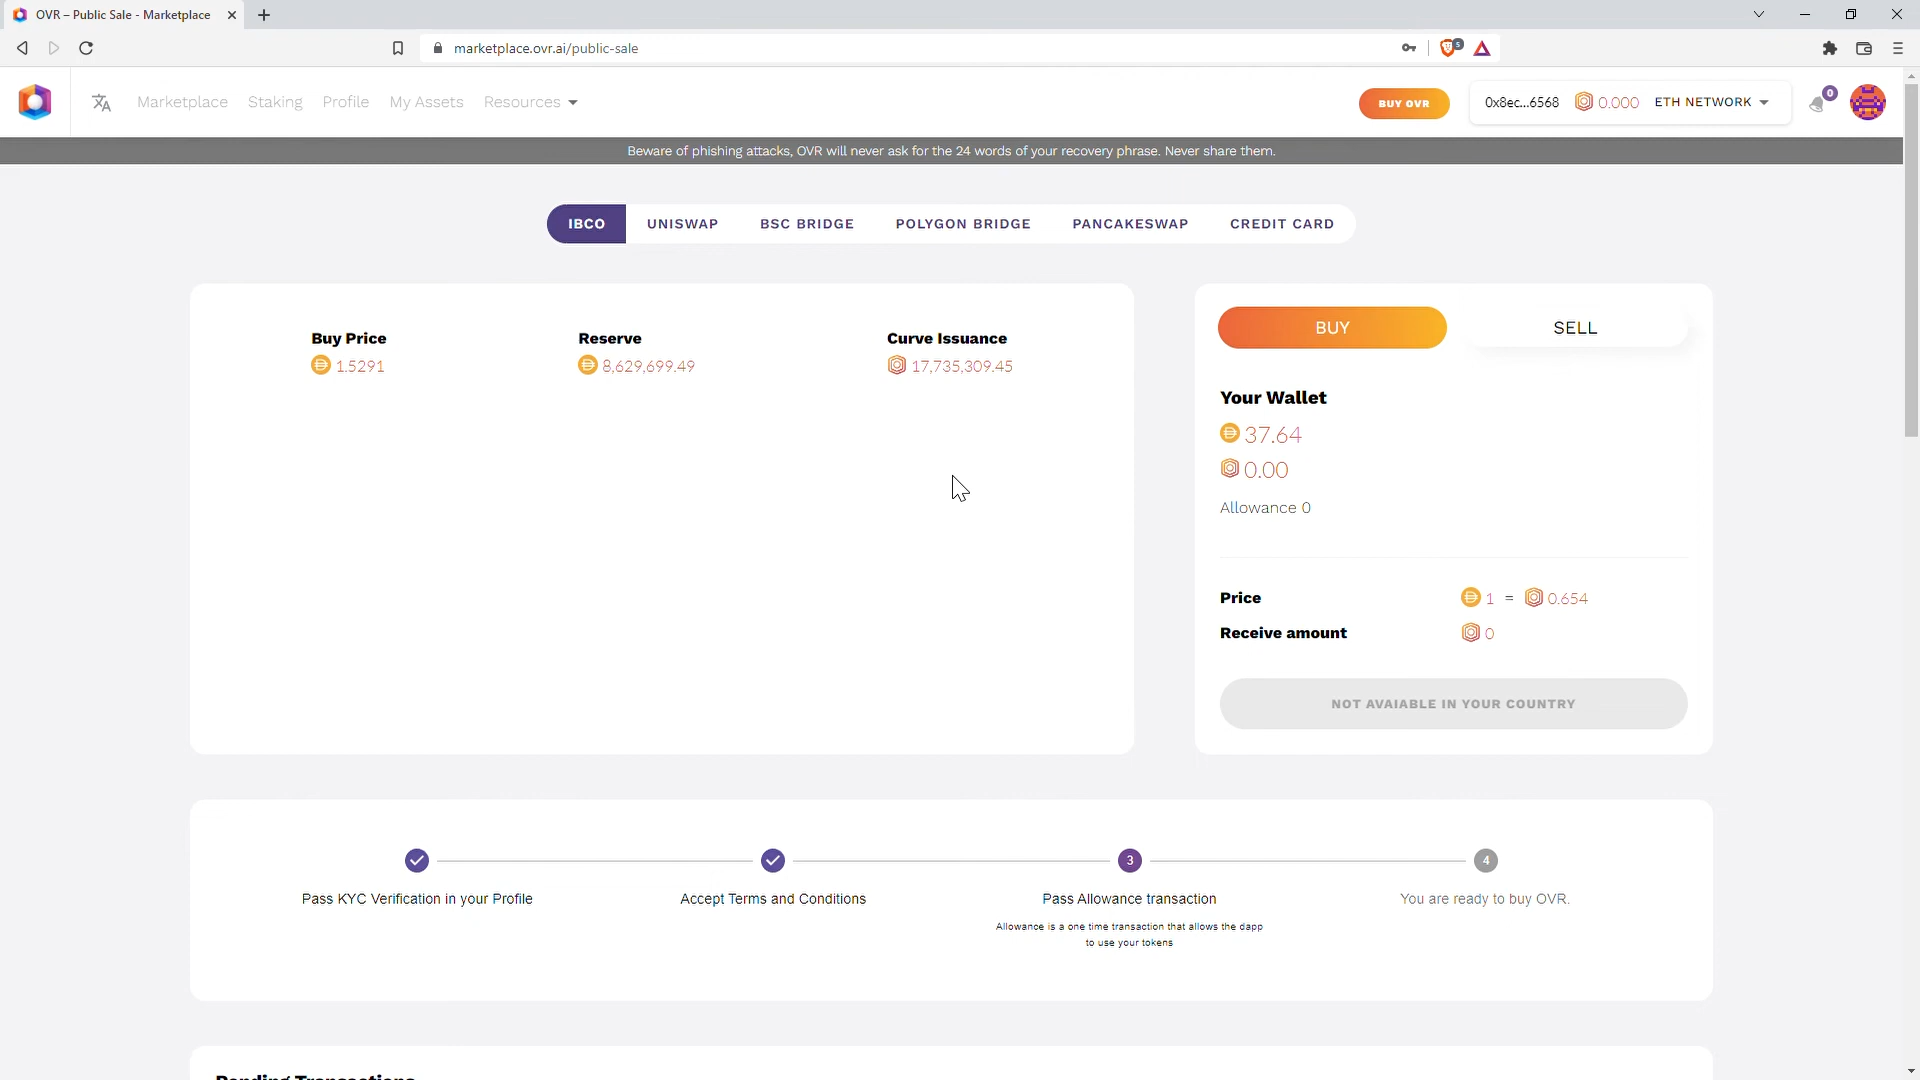 OVR – Public Sale - Marketplace
marketplace.ovr.ai/public-sale
5
Marketplace
Staking
Profile
My Assets
Resources
BUY OVR
0x8ec...6568
0.000
ETH NETWORK
0
Beware of phishing attacks, OVR will never ask for the 24 words of your recovery phrase. Never share them.
IBCO
UNISWAP
BSC BRIDGE
POLYGON BRIDGE
PANCAKESWAP
CREDIT CARD
Buy Price
1.5291
Reserve
8,629,699.49
Curve Issuance
17,735,309.45
BUY
SELL
Your Wallet
37.64
0.00
Allowance 0
Price
1 = 0.654
Receive amount
0
NOT AVAIABLE IN YOUR COUNTRY
Pass KYC Verification in your Profile
Accept Terms and Conditions
3
Pass Allowance transaction
Allowance is a one time transaction that allows the dapp
to use your tokens
4
You are ready to buy OVR.
Pending Transactions